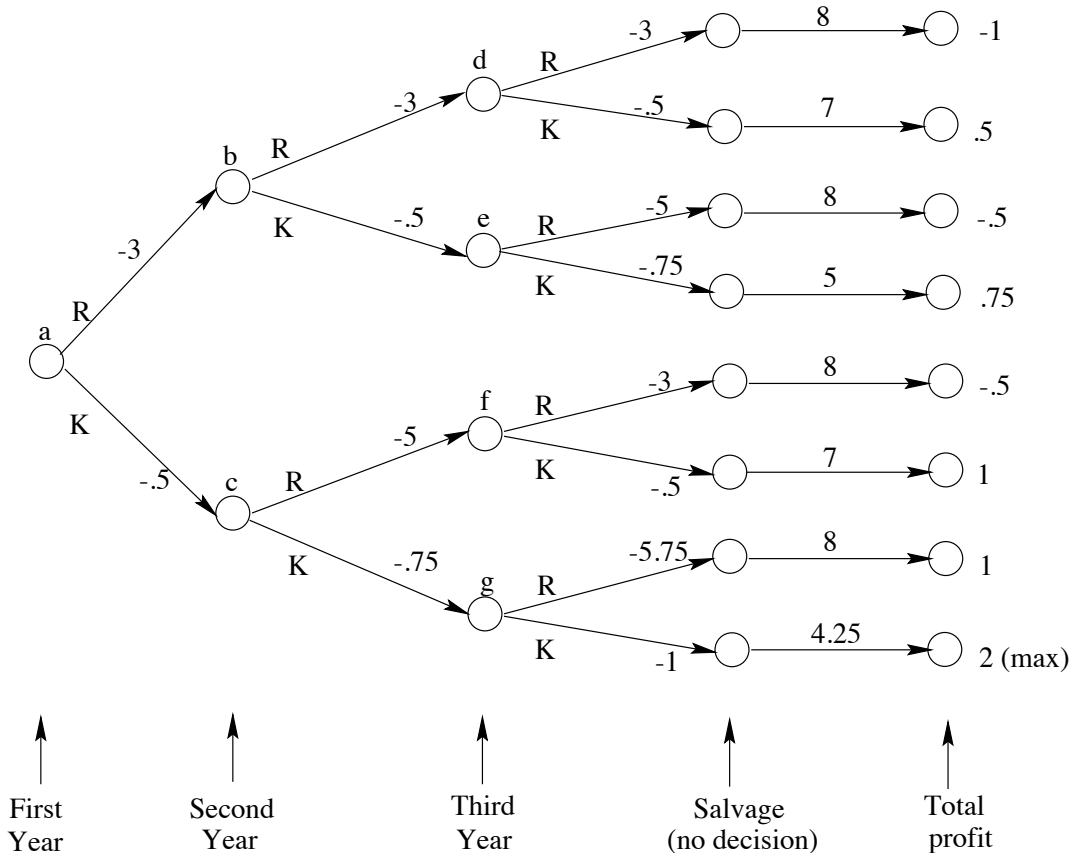 8
-3
-1
d
R
-3
-.5
7
R
K
.5
b
-.5
e
-5
8
K
R
-.5
-3
-.75
5
K
.75
R
a
-3
8
f
R
-.5
K
-5
7
-.5
c
R
K
-.5
1
-.75
-5.75
8
K
g
R
1
4.25
K
-1
2 (max)
First
Year
Second
Year
Third
Year
Salvage
(no decision)
Total
profit